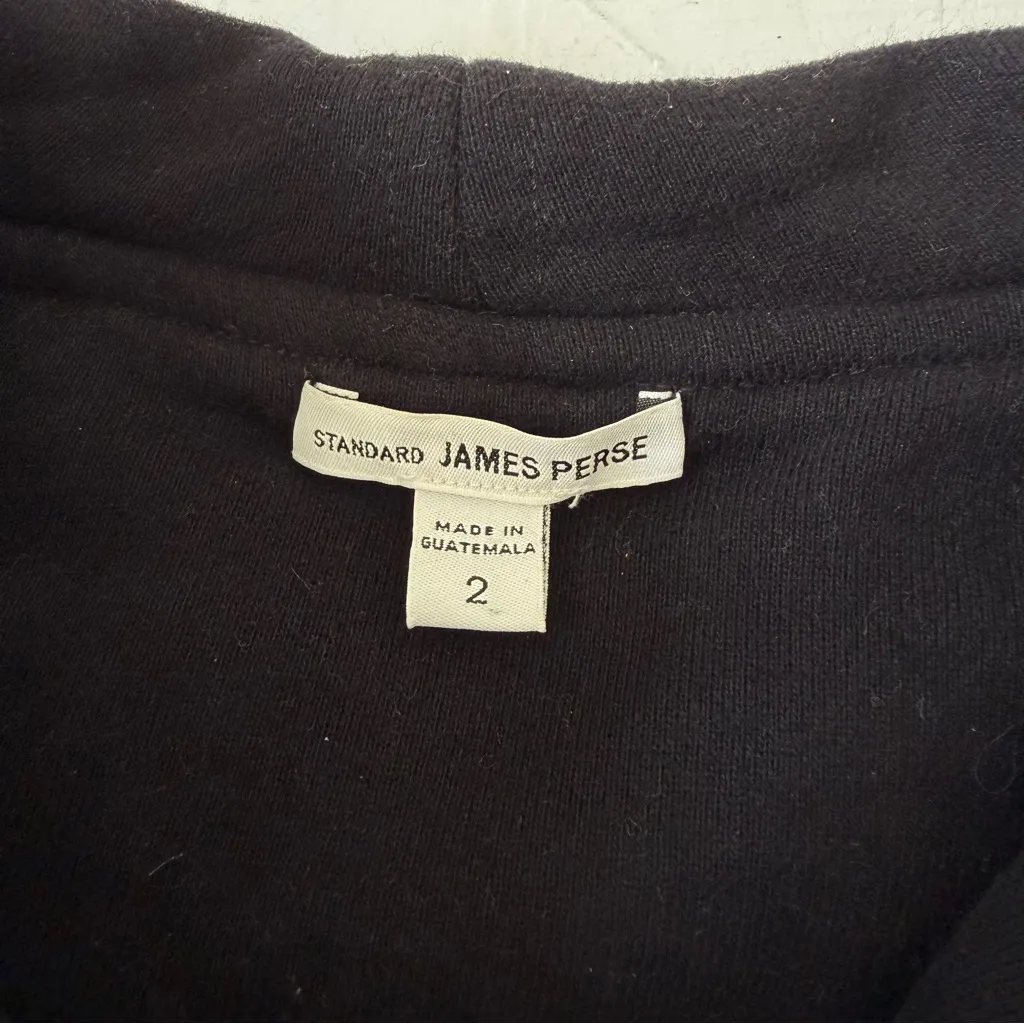 STANDARD JAMES PERSE
MADE IN
GUATEMALA
2